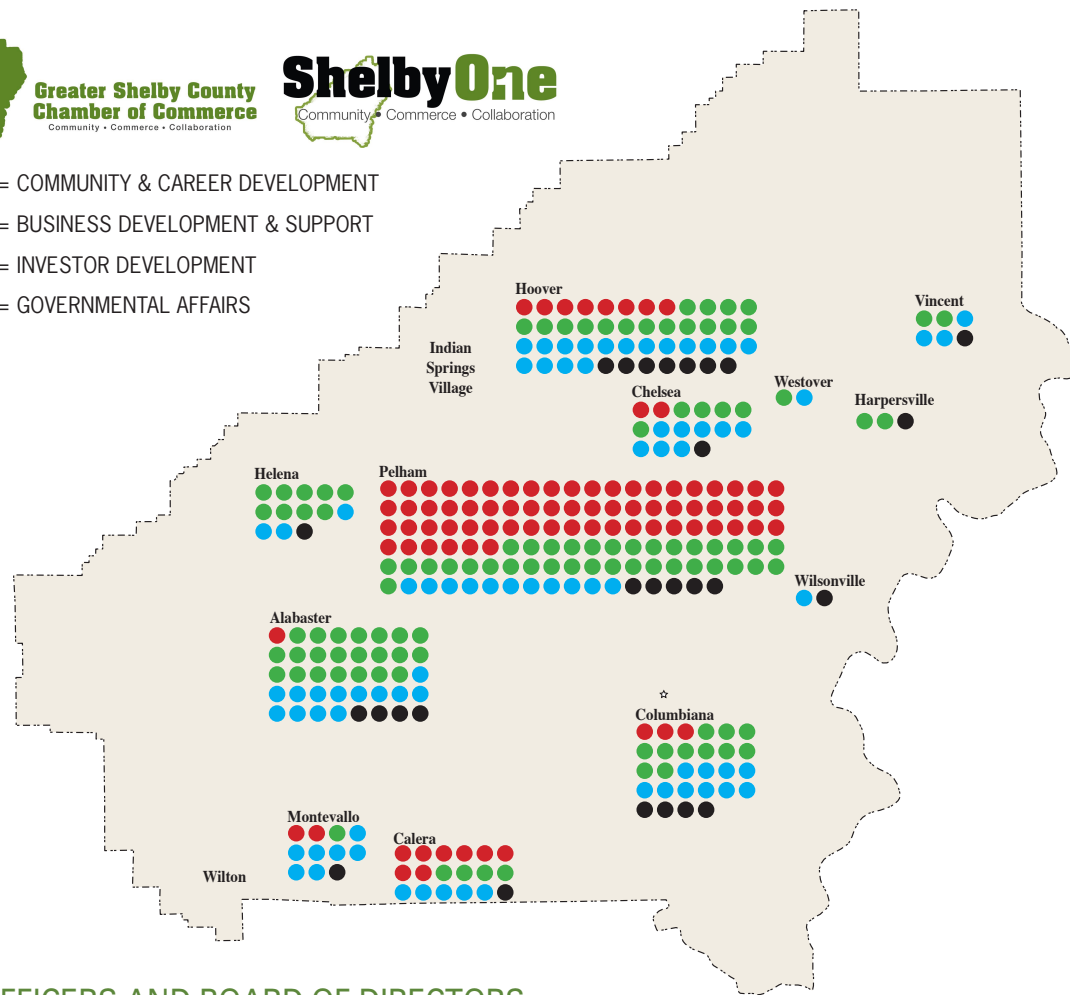 Greater Shelby County
Chamber of Commerce
Community • Commerce • Collaboration
ShelbyOne
Community • Commerce • Collaboration
= COMMUNITY & CAREER DEVELOPMENT
= BUSINESS DEVELOPMENT & SUPPORT
= INVESTOR DEVELOPMENT
= GOVERNMENTAL AFFAIRS
Hoover
Vincent
Indian
Springs
Village
Westover
Chelsea
Harpersville
Helena
Pelham
Wilsonville
Alabaster
Columbiana
Montevallo
Calera
Wilton